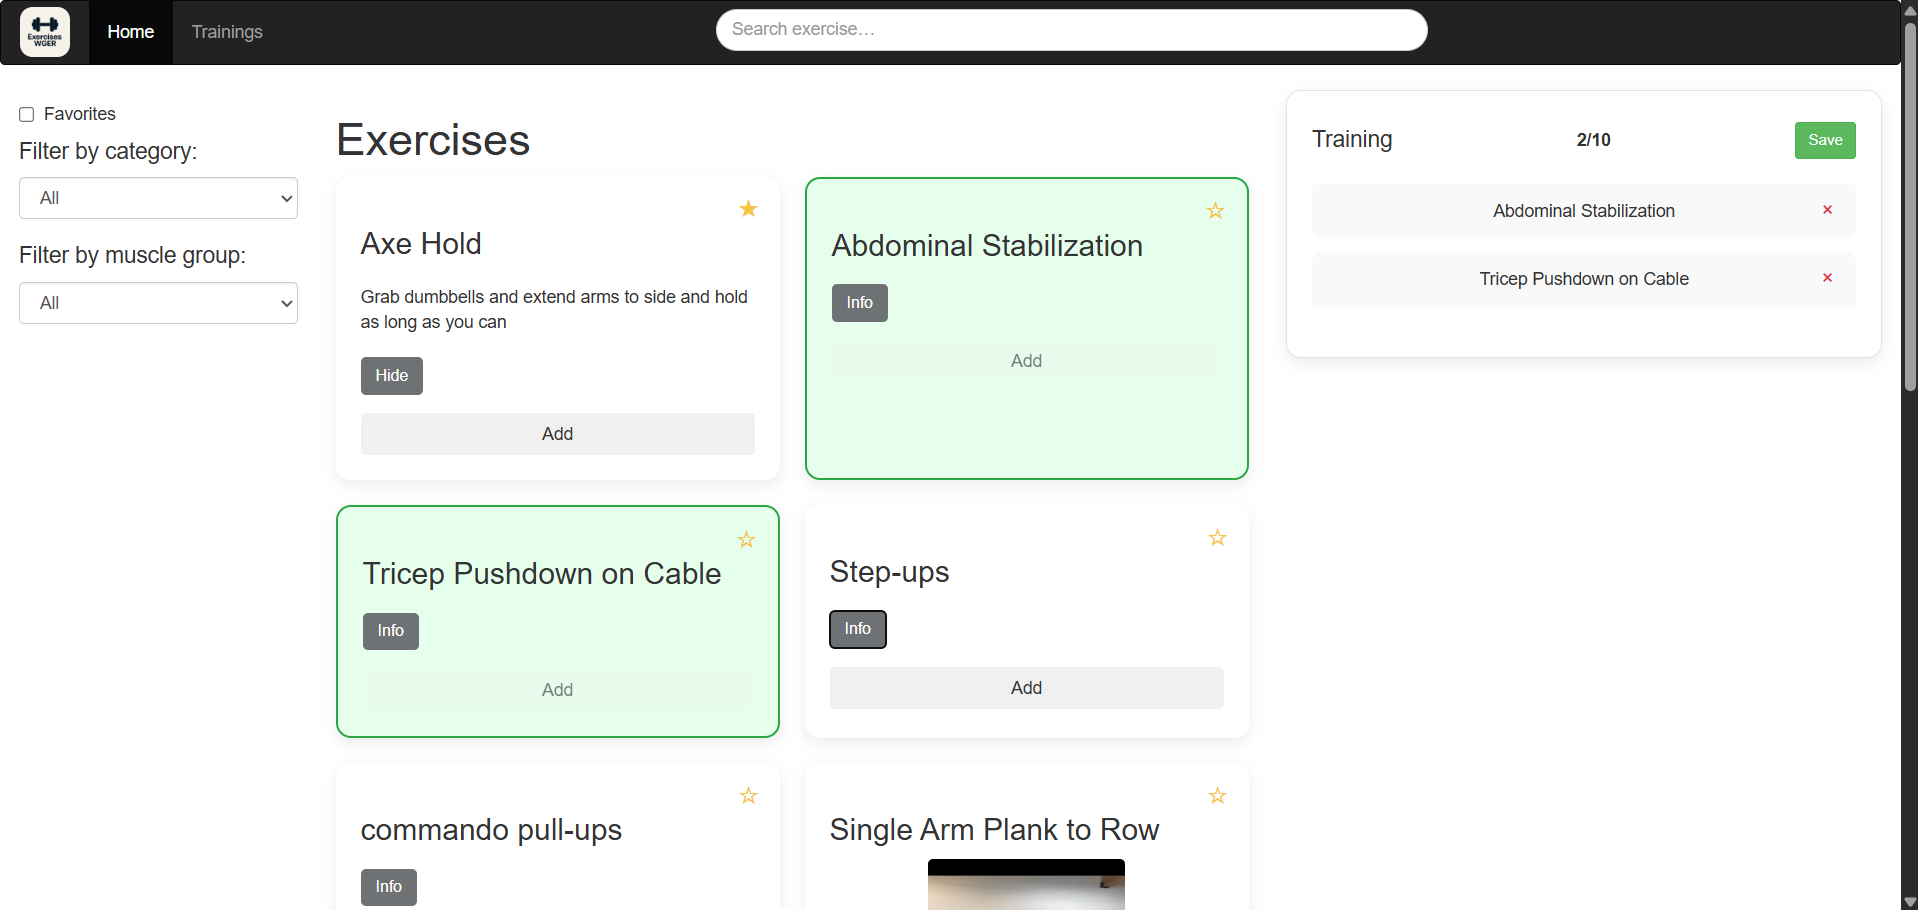 Exercises
WGER
Home
Trainings
Search exercise…
Favorites
Filter by category:
All
Filter by muscle group:
All
Exercises
Axe Hold
Grab dumbbells and extend arms to side and hold
as long as you can
Hide
Add
Abdominal Stabilization
Info
Add
Tricep Pushdown on Cable
Info
Add
Step-ups
Info
Add
commando pull-ups
Info
Single Arm Plank to Row
Training
2/10
Save
Abdominal Stabilization
×
Tricep Pushdown on Cable
×